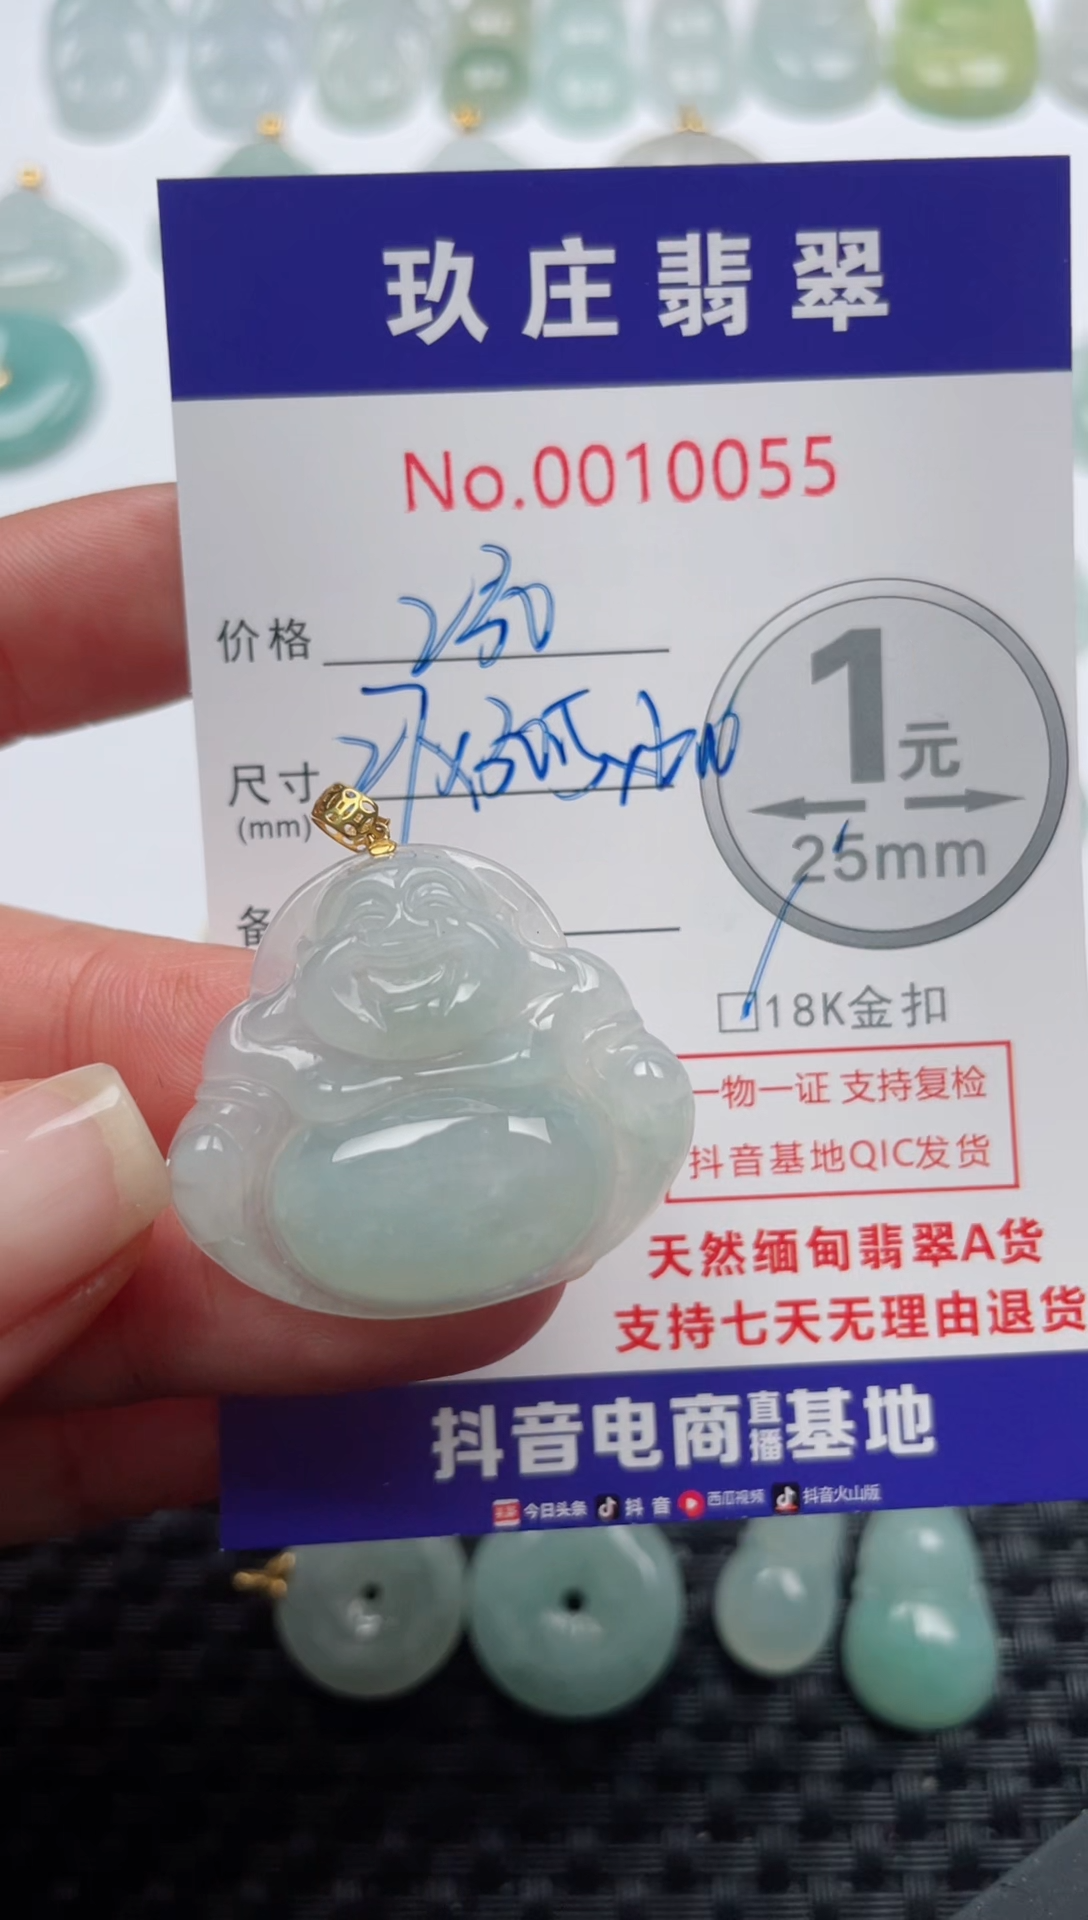 玖庄翡翠
No.0010055
价格 250
尺寸
(mm)
备
1元
25mm
18K金扣
一物一证 支持复检
抖音基地QIC发货
天然缅甸翡翠A货
支持七天无理由退货
抖音电商直播基地
今日头条 抖音 西瓜视频 抖音火山版